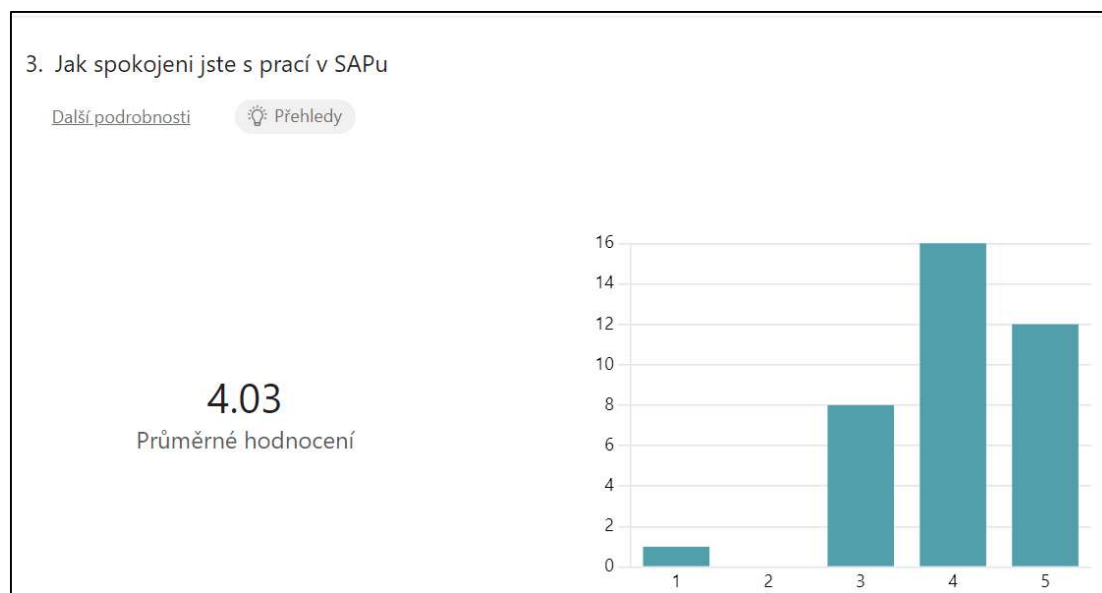 3. Jak spokojeni jste s prací v SAPu
Další podrobnosti
Přehledy
4.03
Průměrné hodnocení
16
14
12
10
8
6
4
2
0
1 2 3 4 5